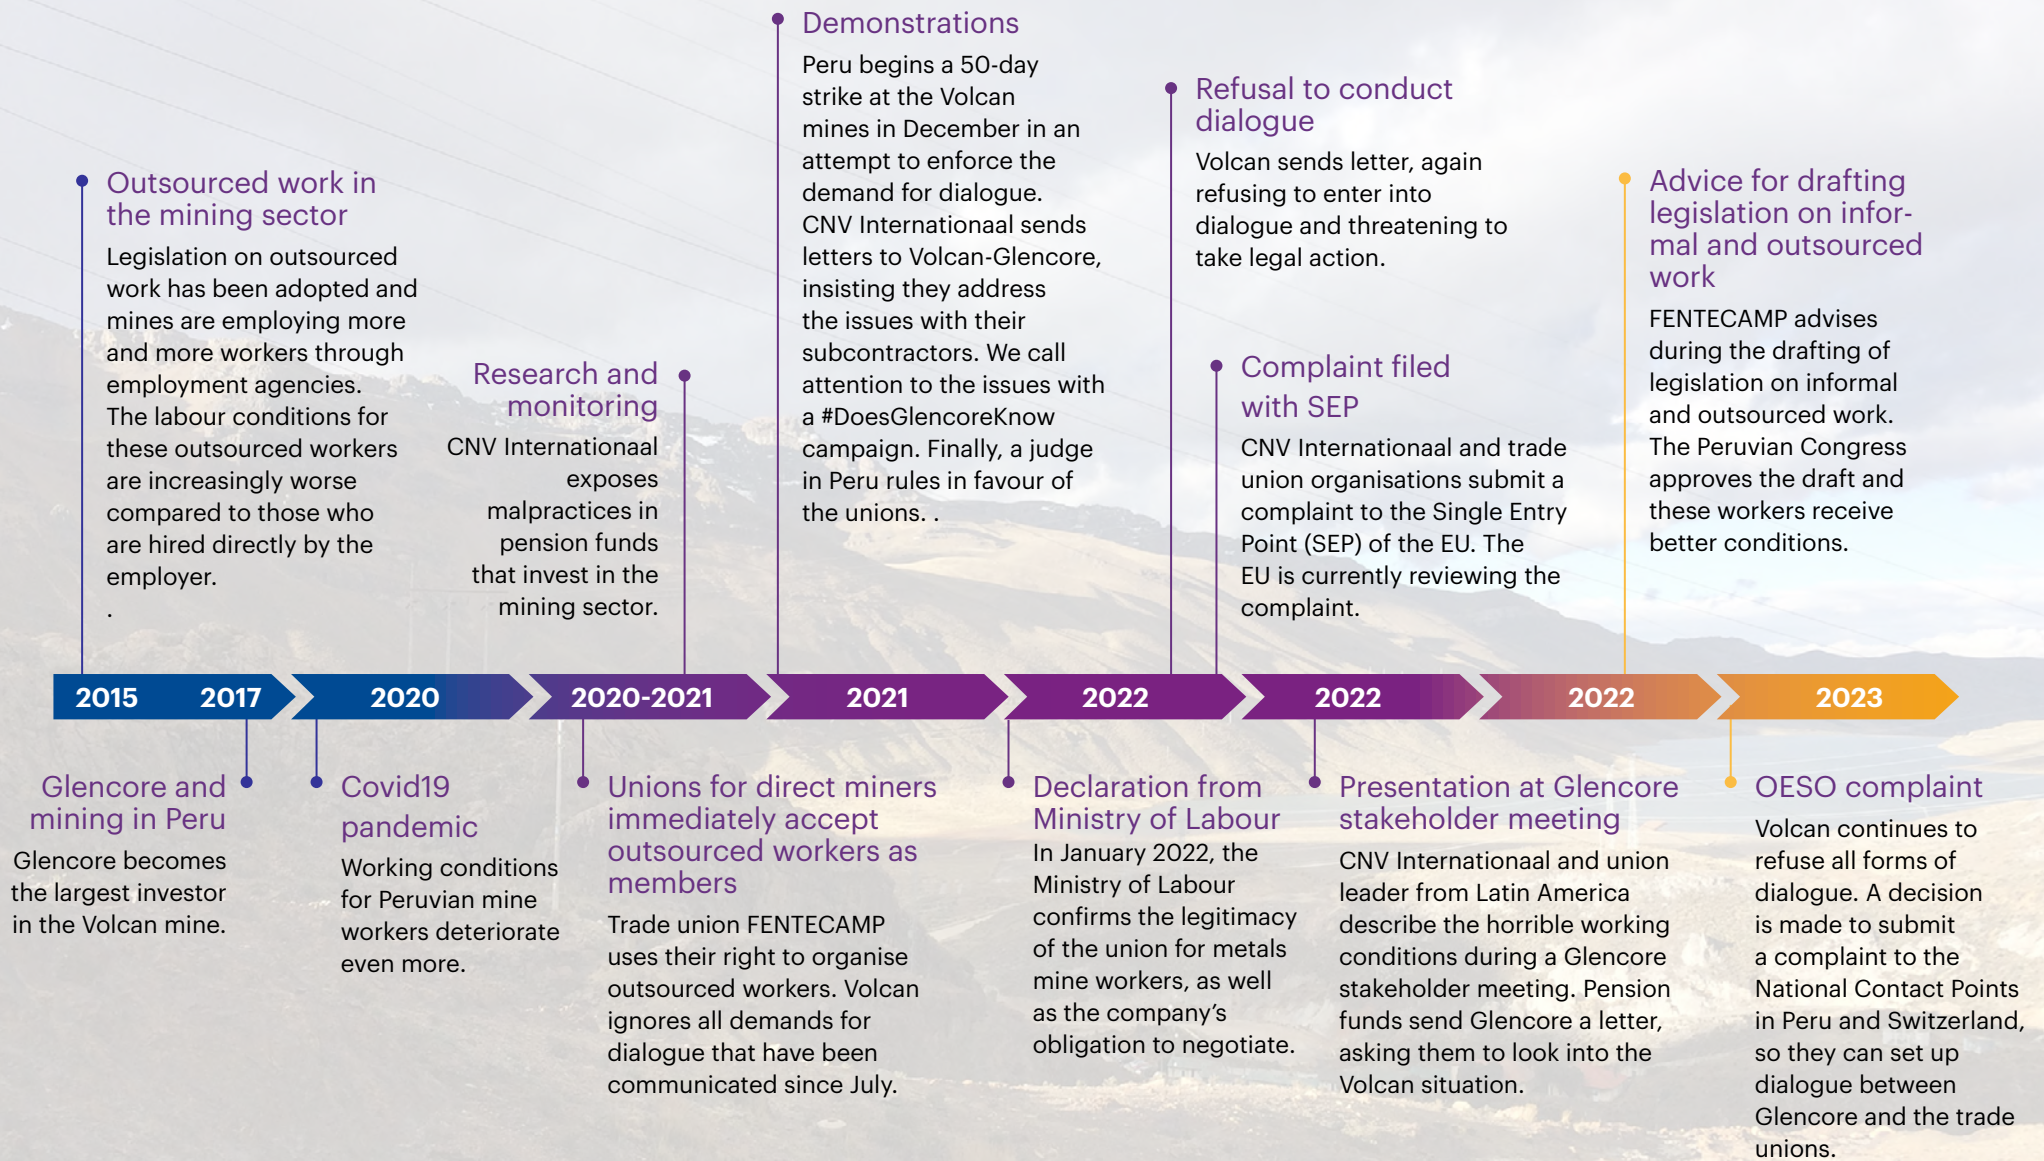 Outsourced work in
the mining sector
Legislation on outsourced
work has been adopted and
mines are employing more
and more workers through
employment agencies.
The labour conditions for
these outsourced workers
are increasingly worse
compared to those who
are hired directly by the
employer.
.
Research and
monitoring
CNV Internationaal
exposes
malpractices in
pension funds
that invest in the
mining sector.
Demonstrations
Peru begins a 50-day
strike at the Volcan
mines in December in an
attempt to enforce the
demand for dialogue.
CNV Internationaal sends
letters to Volcan-Glencore,
insisting they address
the issues with their
subcontractors. We call
attention to the issues with
a #DoesGlencoreKnow
campaign. Finally, a judge
in Peru rules in favour of
the unions. .
Refusal to conduct
dialogue
Volcan sends letter, again
refusing to enter into
dialogue and threatening to
take legal action.
Complaint filed
with SEP
CNV Internationaal and trade
union organisations submit a
complaint to the Single Entry
Point (SEP) of the EU. The
EU is currently reviewing the
complaint.
Advice for drafting
legislation on infor-
mal and outsourced
work
FENTECAMP advises
during the drafting of
legislation on informal
and outsourced work.
The Peruvian Congress
approves the draft and
these workers receive
better conditions.
2015 2017 2020 2020-2021 2021 2022 2022 2022 2023
Glencore and
mining in Peru
Glencore becomes
the largest investor
in the Volcan mine.
Covid19
pandemic
Working conditions
for Peruvian mine
workers deteriorate
even more.
Unions for direct miners
immediately accept
outsourced workers as
members
Trade union FENTECAMP
uses their right to organise
outsourced workers. Volcan
ignores all demands for
dialogue that have been
communicated since July.
Declaration from
Ministry of Labour
In January 2022, the
Ministry of Labour
confirms the legitimacy
of the union for metals
mine workers, as well
as the company's
obligation to negotiate.
Presentation at Glencore
stakeholder meeting
CNV Internationaal and union
leader from Latin America
describe the horrible working
conditions during a Glencore
stakeholder meeting. Pension
funds send Glencore a letter,
asking them to look into the
Volcan situation.
OESO complaint
Volcan continues to
refuse all forms of
dialogue. A decision
is made to submit
a complaint to the
National Contact Points
in Peru and Switzerland,
so they can set up
dialogue between
Glencore and the trade
unions.